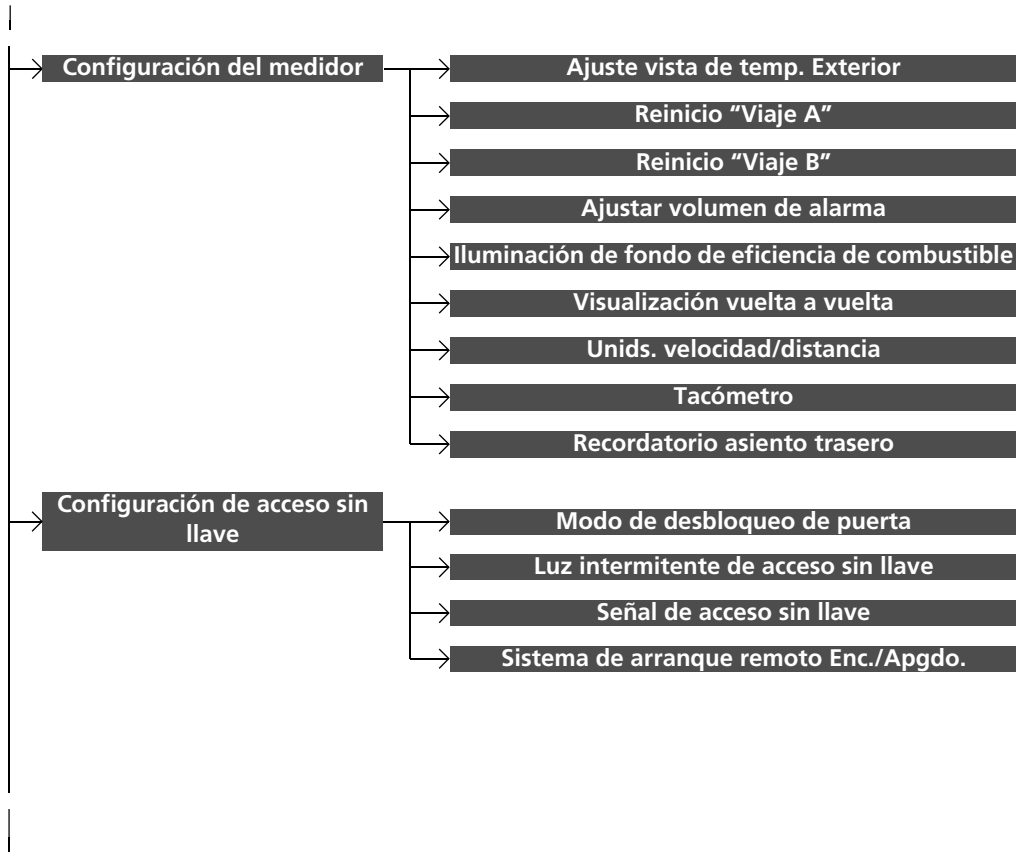 Configuración del medidor
Ajuste vista de temp. Exterior
Reinicio “Viaje A”
Reinicio “Viaje B”
Ajustar volumen de alarma
Iluminación de fondo de eficiencia de combustible
Visualización vuelta a vuelta
Unids. velocidad/distancia
Tacómetro
Recordatorio asiento trasero
Configuración de acceso sin
llave
Modo de desbloqueo de puerta
Luz intermitente de acceso sin llave
Señal de acceso sin llave
Sistema de arranque remoto Enc./Apgdo.